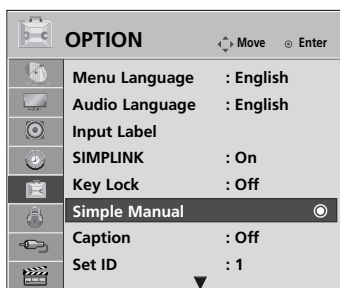 OPTION Move Enter
Menu Language : English
Audio Language : English
Input Label
SIMPLINK : On
Key Lock : Off
Simple Manual
Caption : Off
Set ID : 1